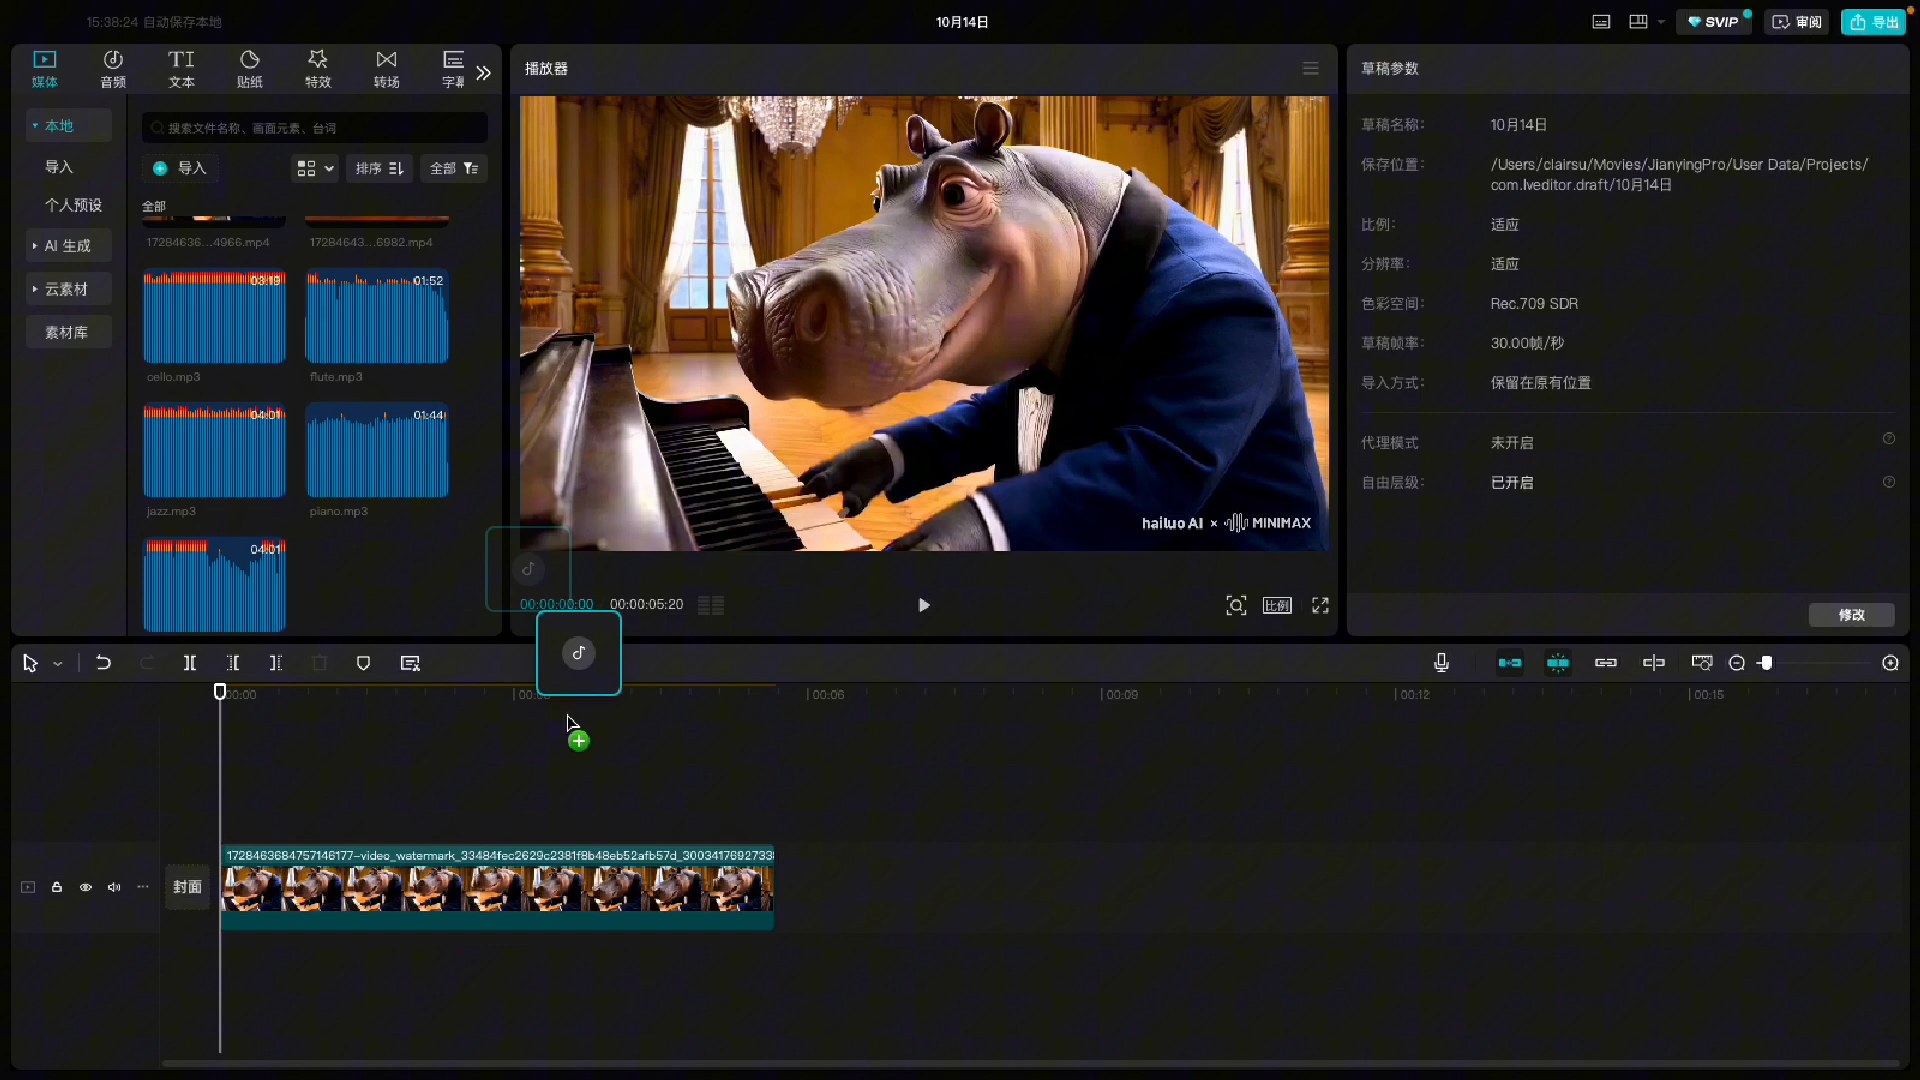 15:38:24 自动保存本地
10月14日
SVIP
审阅
导出
媒体
音频
TI
文本
贴纸
特效
转场
字幕
播放器
草稿参数
本地
导入
个人预设
AI 生成
云素材
素材库
搜索文件名称、画面元素、台词
导入
排序
全部
全部
17284636...4966.mp4
17284643...6982.mp4
03:19
cello.mp3
01:52
flute.mp3
04:01
jazz.mp3
01:44
piano.mp3
04:01
hailuo AI × MINIMAX
00:00:00:00
00:00:05:20
比例
草稿名称：
10月14日
保存位置：
/Users/clairsu/Movies/JianyingPro/User Data/Projects/
com.lveditor.draft/10月14日
比例：
适应
分辨率：
适应
色彩空间：
Rec.709 SDR
草稿帧率：
30.00帧/秒
导入方式：
保留在原有位置
代理模式
未开启
自由层级：
已开启
修改
00:00
00:06
00:09
00:12
00:15
封面
1728463684757146177-video_watermark_33484fec2629c2381f8b48eb52afb57d_3003417692733